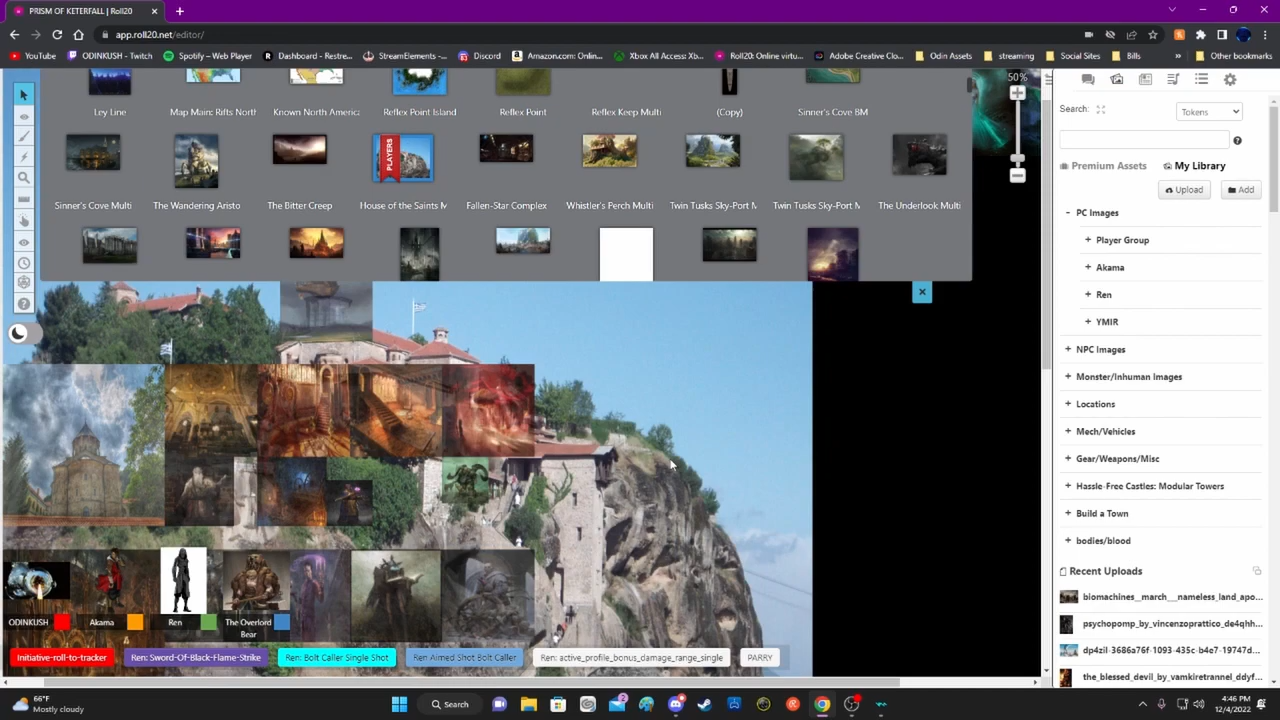 PRISM OF KETERFALL | Roll20
app.roll20.net/editor/
YouTube ODINKUSH - Twitch Spotify – Web Player Dashboard - Restre... StreamElements -... Discord Amazon.com: Onlin... Xbox All Access: Xb... Roll20: Online virtu... Adobe Creative Clo... Odin Assets streaming Social Sites Bills » Other bookmarks
50%
Ley Line Map Main: Rifts North Known North America Reflex Point Island Reflex Point Reflex Keep Multi (Copy) Sinner's Cove BM
PLAYERS
Sinner's Cove Multi The Wandering Aristo The Bitter Creep House of the Saints M Fallen-Star Complex Whistler's Perch Multi Twin Tusks Sky-Port M Twin Tusks Sky-Port M The Underlook Multi
Search:
Tokens
Premium Assets My Library
Upload Add
- PC Images
+ Player Group
+ Akama
+ Ren
+ YMIR
+ NPC Images
+ Monster/Inhuman Images
+ Locations
+ Mech/Vehicles
+ Gear/Weapons/Misc
+ Hassle-Free Castles: Modular Towers
+ Build a Town
+ bodies/blood
Recent Uploads
biomachines__march___nameless_land_apo...
psychopomp_by_vincenzoprattico_de4qhh...
dp4zil-3686a76f-1093-435c-b4e7-19747d...
the_blessed_devil_by_vamkiretrannel_ddyf...
ODINKUSH Akama Ren The Overlord
Bear
Initiative-roll-to-tracker Ren: Sword-Of-Black-Flame-Strike Ren: Bolt Caller Single Shot Ren Aimed Shot Bolt Caller Ren: active_profile_bonus_damage_range_single PARRY
66°F
Mostly cloudy
Search
2
4:46 PM
12/4/2022